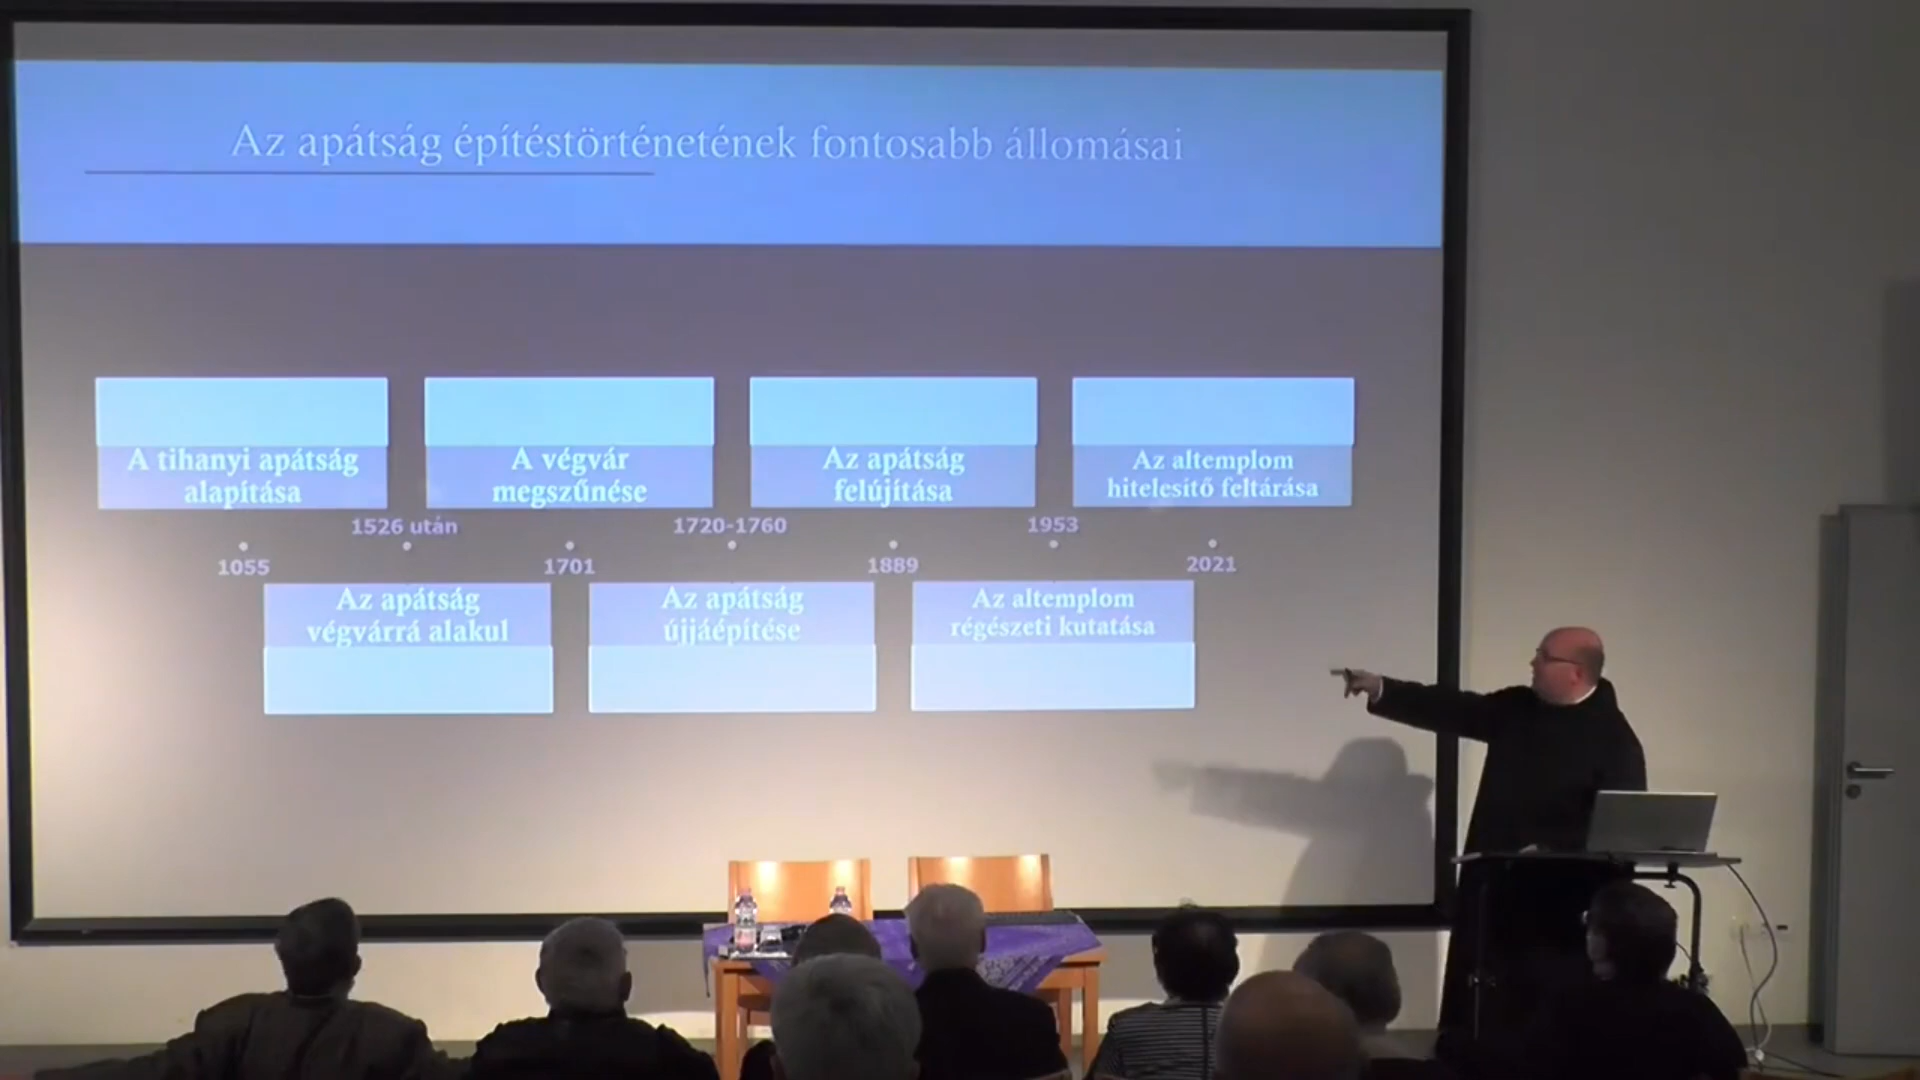 Az apátság építéstörténetének fontosabb állomásai
A tihanyi apátság
alapítása
A végvár
megszűnése
Az apátság
felújítása
Az altemplom
hitelesítő feltárása
1526 után
1720-1760
1953
1055
1701
1889
2021
Az apátság
végvárrá alakul
Az apátság
újjáépítése
Az altemplom
régészeti kutatása